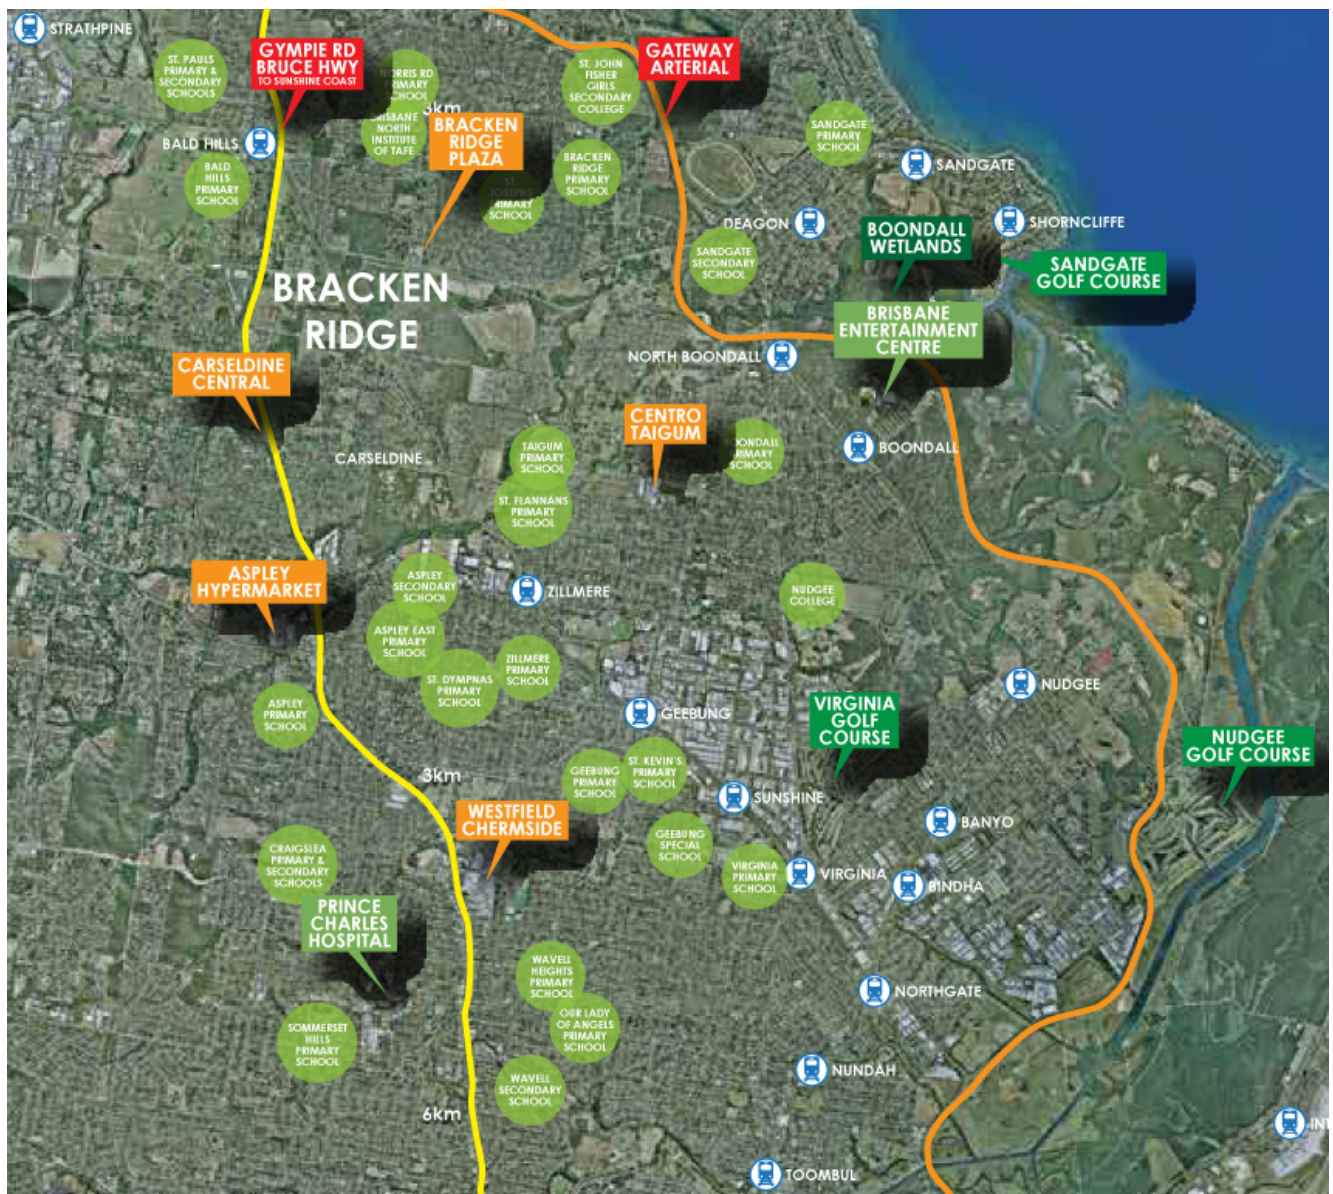 STRATHPINE
ST. PAULS
PRIMARY &
SECONDARY
SCHOOLS
GYMPIE RD
BRUCE HWY
TO SUNSHINE COAST
NORRIS RD
PRIMARY
SCHOOL
3km
ST. JOHN
FISHER
GIRLS
SECONDARY
COLLEGE
GATEWAY
ARTERIAL
BALD HILLS
BRISBANE
NORTH
INSTITUTE
OF TAFE
BRACKEN
RIDGE
PLAZA
SANDGATE
PRIMARY
SCHOOL
SANDGATE
BALD
HILLS
PRIMARY
SCHOOL
ST.
JOSEPHS
PRIMARY
SCHOOL
BRACKEN
RIDGE
PRIMARY
SCHOOL
DEAGON
SHORNCLIFFE
BOONDALL
WETLANDS
SANDGATE
SECONDARY
SCHOOL
SANDGATE
GOLF COURSE
BRACKEN
RIDGE
BRISBANE
ENTERTAINMENT
CENTRE
NORTH BOONDALL
CARSELDINE
CENTRAL
CENTRO
TAIGUM
CARSELDINE
TAIGUM
PRIMARY
SCHOOL
BOONDALL
PRIMARY
SCHOOL
BOONDALL
ST. FLANNANS
PRIMARY
SCHOOL
ASPLEY
HYPERMARKET
ASPLEY
SECONDARY
SCHOOL
ZILLMERE
NUDGEE
COLLEGE
ASPLEY EAST
PRIMARY
SCHOOL
ZILLMERE
PRIMARY
SCHOOL
ST. DYMPNAS
PRIMARY
SCHOOL
NUDGEE
ASPLEY
PRIMARY
SCHOOL
GEEBUNG
VIRGINIA
GOLF
COURSE
NUDGEE
GOLF COURSE
3km
GEEBUNG
PRIMARY
SCHOOL
ST. KEVIN'S
PRIMARY
SCHOOL
SUNSHINE
WESTFIELD
CHERMSIDE
BANYO
GEEBUNG
SPECIAL
SCHOOL
CRAIGSLEA
PRIMARY &
SECONDARY
SCHOOLS
VIRGINIA
PRIMARY
SCHOOL
VIRGINIA
BINDHA
PRINCE
CHARLES
HOSPITAL
WAVELL
HEIGHTS
PRIMARY
SCHOOL
NORTHGATE
OUR LADY
OF ANGELS
PRIMARY
SCHOOL
SOMMERSET
HILLS
PRIMARY
SCHOOL
NUNDAH
WAVELL
SECONDARY
SCHOOL
6km
INT
TOOMBUL